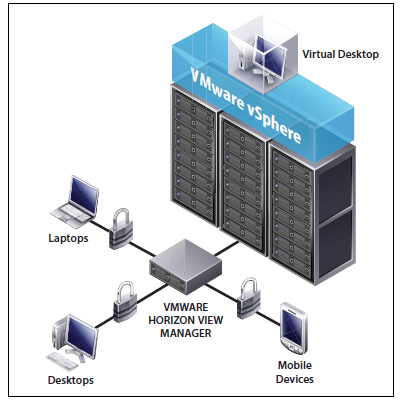 Virtual Desktop
VMware vSphere
Laptops
VMWARE
HORIZON VIEW
MANAGER
Desktops
Mobile
Devices